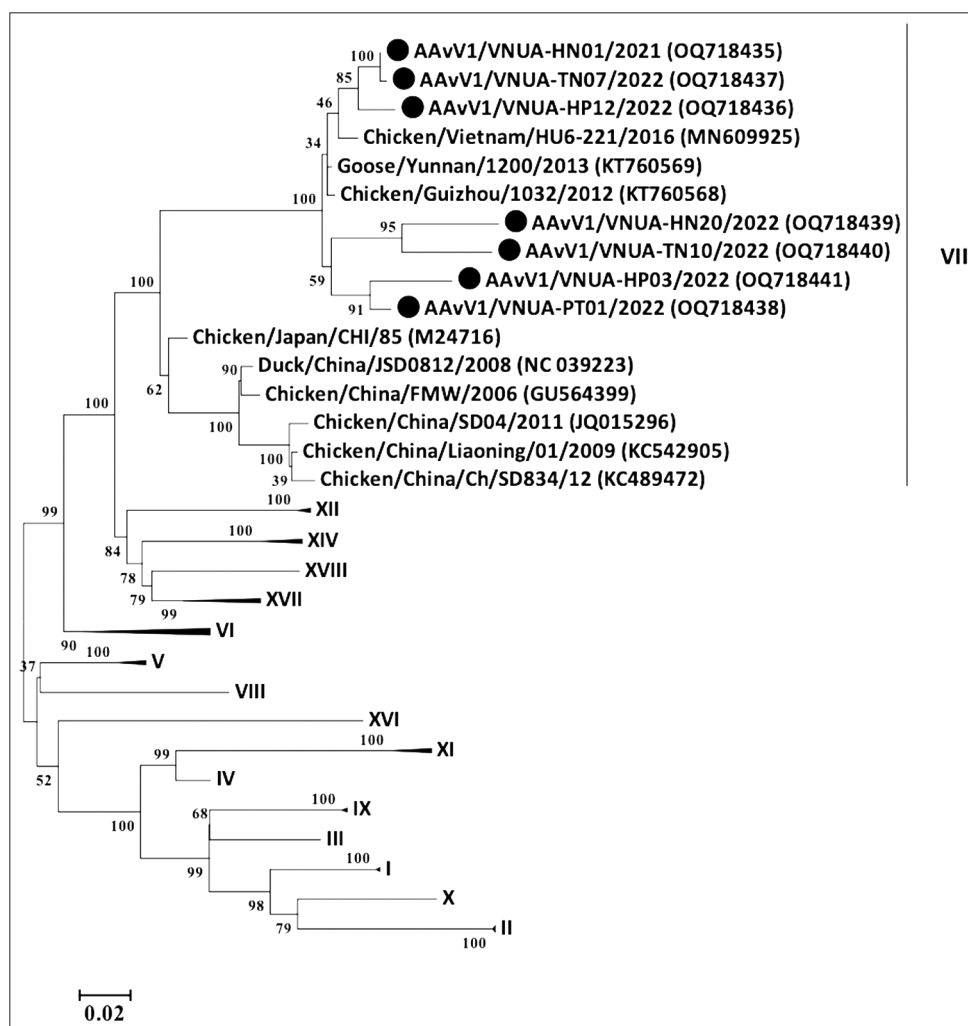 100
AAvV1/VNUA-HN01/2021 (OQ718435)
85
AAvV1/VNUA-TN07/2022 (OQ718437)
46
AAvV1/VNUA-HP12/2022 (OQ718436)
34
Chicken/Vietnam/HU6-221/2016 (MN609925)
Goose/Yunnan/1200/2013 (KT760569)
100
Chicken/Guizhou/1032/2012 (KT760568)
95
AAvV1/VNUA-HN20/2022 (OQ718439)
AAvV1/VNUA-TN10/2022 (OQ718440)
VII
59
AAvV1/VNUA-HP03/2022 (OQ718441)
91
AAvV1/VNUA-PT01/2022 (OQ718438)
100
Chicken/Japan/CHI/85 (M24716)
62
90
Duck/China/JSD0812/2008 (NC 039223)
Chicken/China/FMW/2006 (GU564399)
100
Chicken/China/SD04/2011 (JQ015296)
100
Chicken/China/Liaoning/01/2009 (KC542905)
39
Chicken/China/Ch/SD834/12 (KC489472)
100
99
100
XII
84
100
XIV
78
XVIII
79
99
XVII
90
VI
37
100
V
VIII
XVI
52
99
100
XI
IV
100
68
100
IX
III
99
100
I
98
X
79
100
II
0.02